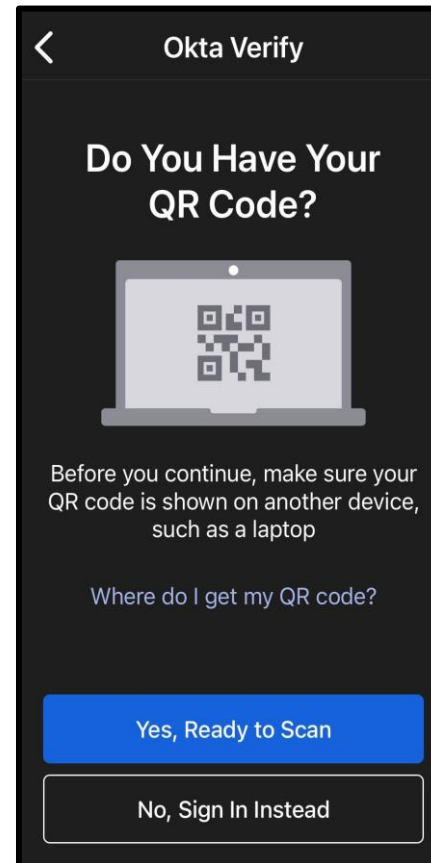 Okta Verify
Do You Have Your
QR Code?
Before you continue, make sure your
QR code is shown on another device,
such as a laptop
Where do I get my QR code?
Yes, Ready to Scan
No, Sign In Instead